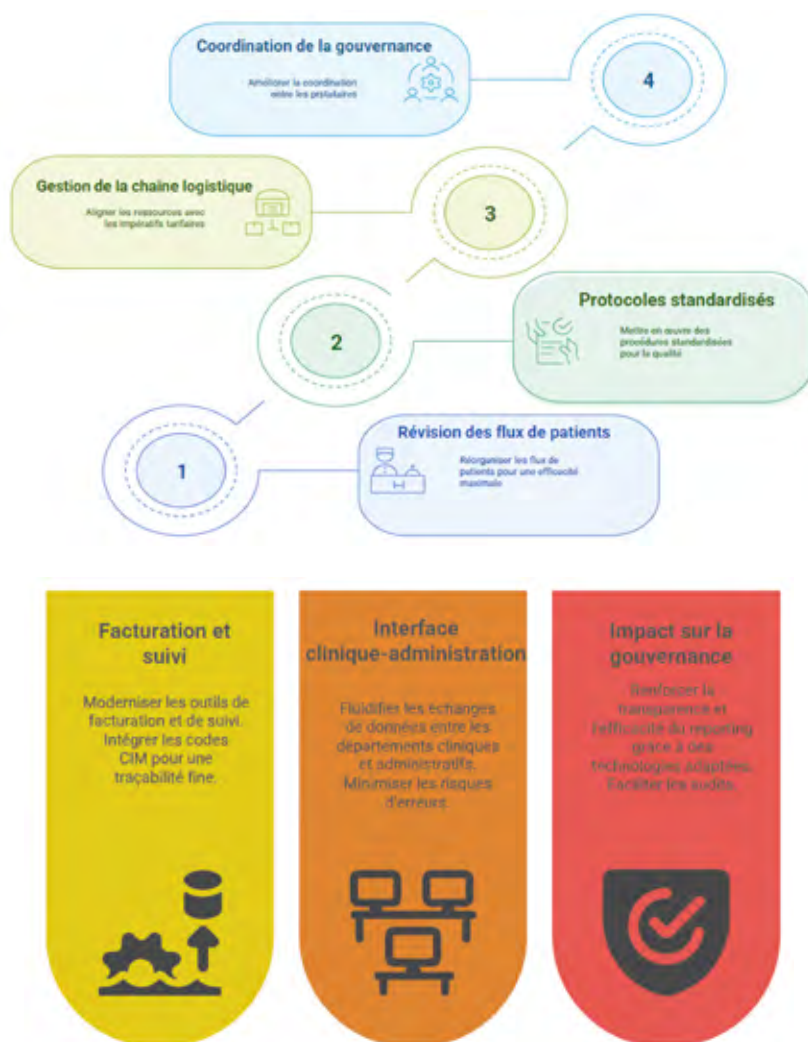 Coordination de la gouvernance
Améliorer la coordination
entre les prestataires
4
Gestion de la chaine logistique
Aligner les ressources avec
les impératifs tarifaires
3
Protocoles standardisés
Mettre en œuvre des
procédures standardisées
pour la qualité
2
Révision des flux de patients
Réorganiser les flux de
patients pour une efficacité
maximale
1
Facturation et
suivi
Moderniser les outils de
facturation et de suivi.
Intégrer les codes
CIM pour une
traçabilité fine.
Interface
clinique-administration
Fluidifier les échanges
de données entre les
départements cliniques
et administratifs.
Minimiser les risques
d'erreurs.
Impact sur la
gouvernance
Renforcer la
transparence et
l'efficacité du reporting
grâce à des
technologies adaptées.
Faciliter les audits.